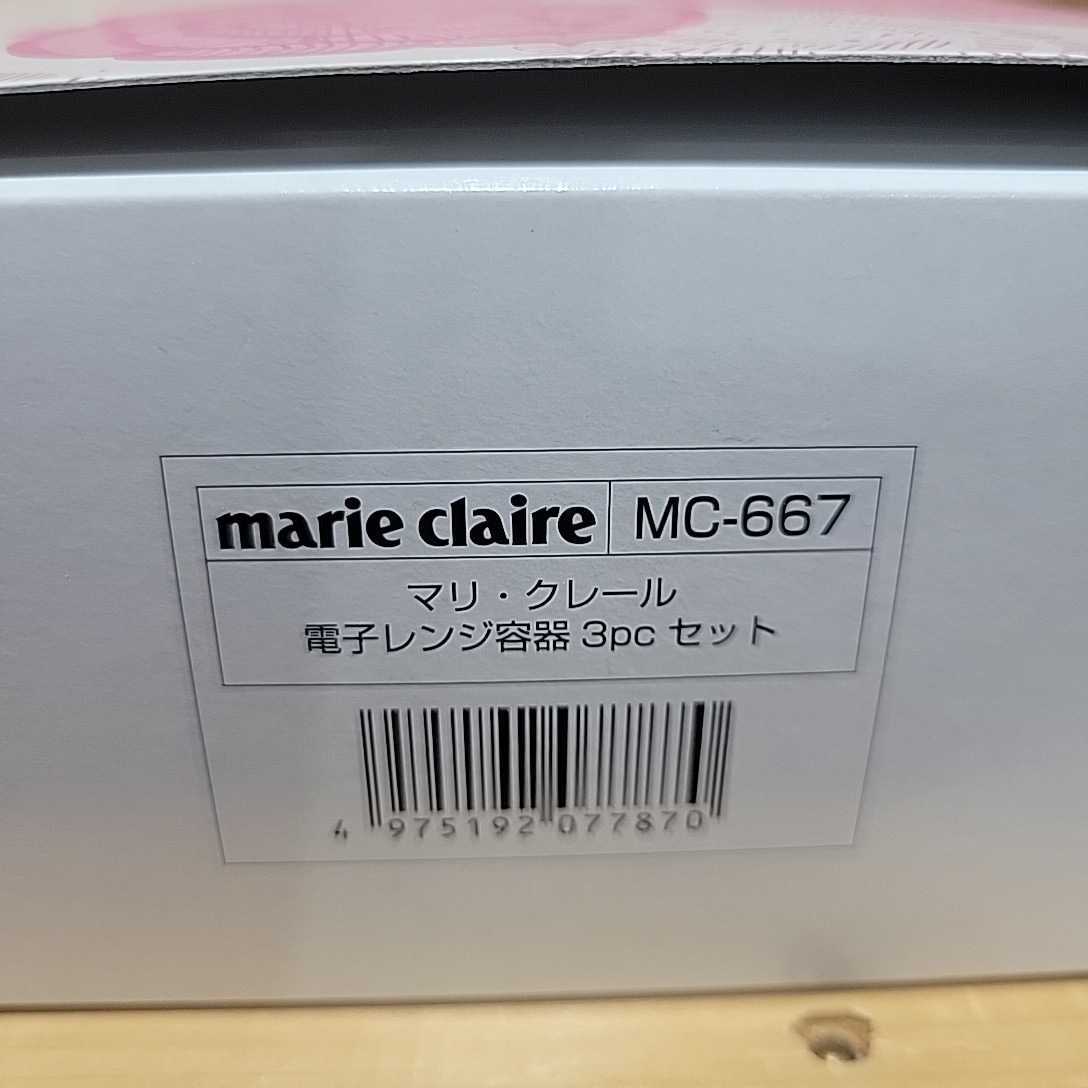 marie claire MC-667
マリ・クレール
電子レンジ容器 3pc セット
4 975192 077870